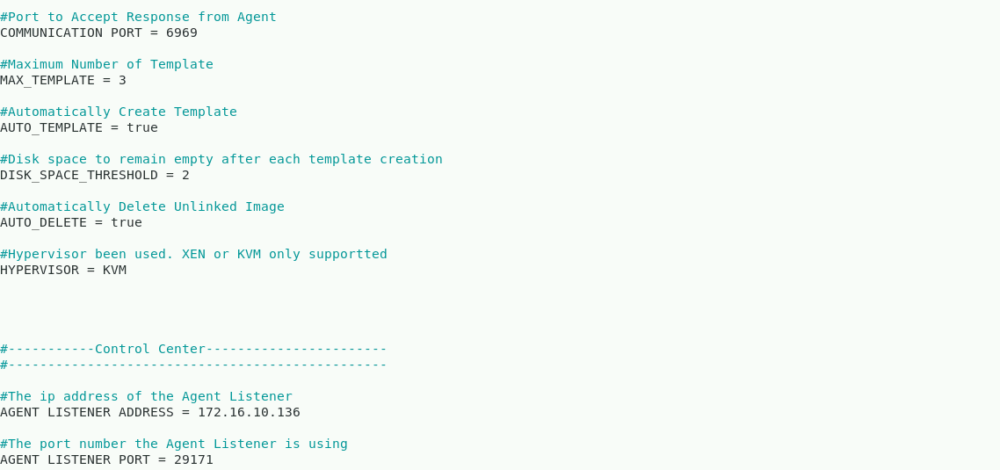 #Port to Accept Response from Agent
COMMUNICATION PORT = 6969
#Maximum Number of Template
MAX_TEMPLATE = 3
#Automatically Create Template
AUTO_TEMPLATE = true
#Disk space to remain empty after each template creation
DISK_SPACE_THRESHOLD = 2
#Automatically Delete Unlinked Image
AUTO_DELETE = true
#Hypervisor been used. XEN or KVM only supportted
HYPERVISOR = KVM
#-----------Control Center-----------------------
#------------------------------------------------
#The ip address of the Agent Listener
AGENT LISTENER ADDRESS = 172.16.10.136
#The port number the Agent Listener is using
AGENT LISTENER PORT = 29171